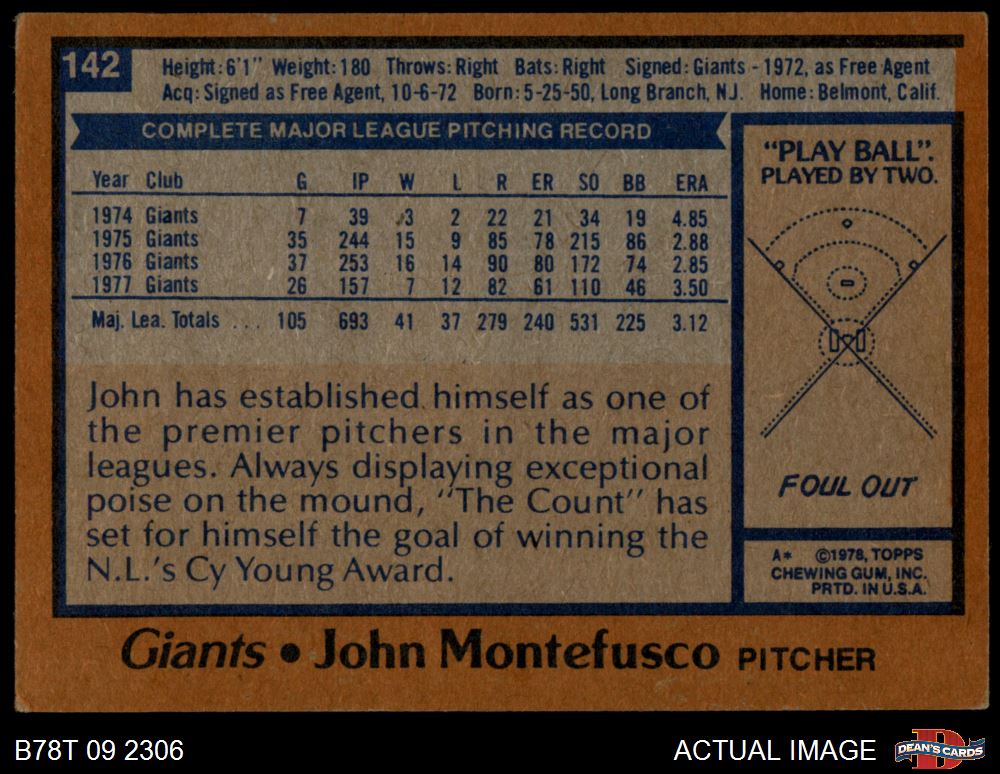 142
Height: 6'1" Weight: 180 Throws: Right Bats: Right Signed: Giants - 1972, as Free Agent
Acq: Signed as Free Agent, 10-6-72 Born: 5-25-50, Long Branch, NJ. Home: Belmont, Calif.
COMPLETE MAJOR LEAGUE PITCHING RECORD
Year Club G IP W L R ER SO BB ERA
1974 Giants 7 39 3 2 22 21 34 19 4.85
1975 Giants 35 244 15 9 85 78 215 86 2.88
1976 Giants 37 253 16 14 90 80 172 74 2.85
1977 Giants 26 157 7 12 82 61 110 46 3.50
Maj. Lea. Totals ... 105 693 41 37 279 240 531 225 3.12
John has established himself as one of
the premier pitchers in the major
leagues. Always displaying exceptional
poise on the mound, "The Count" has
set for himself the goal of winning the
N.L.'s Cy Young Award.
"PLAY BALL".
PLAYED BY TWO.
FOUL OUT
A* ©1978, TOPPS
CHEWING GUM, INC.
PRTD. IN U.S.A.
Giants • John Montefusco PITCHER
B78T 09 2306
ACTUAL IMAGE
D
DEAN'S CARDS